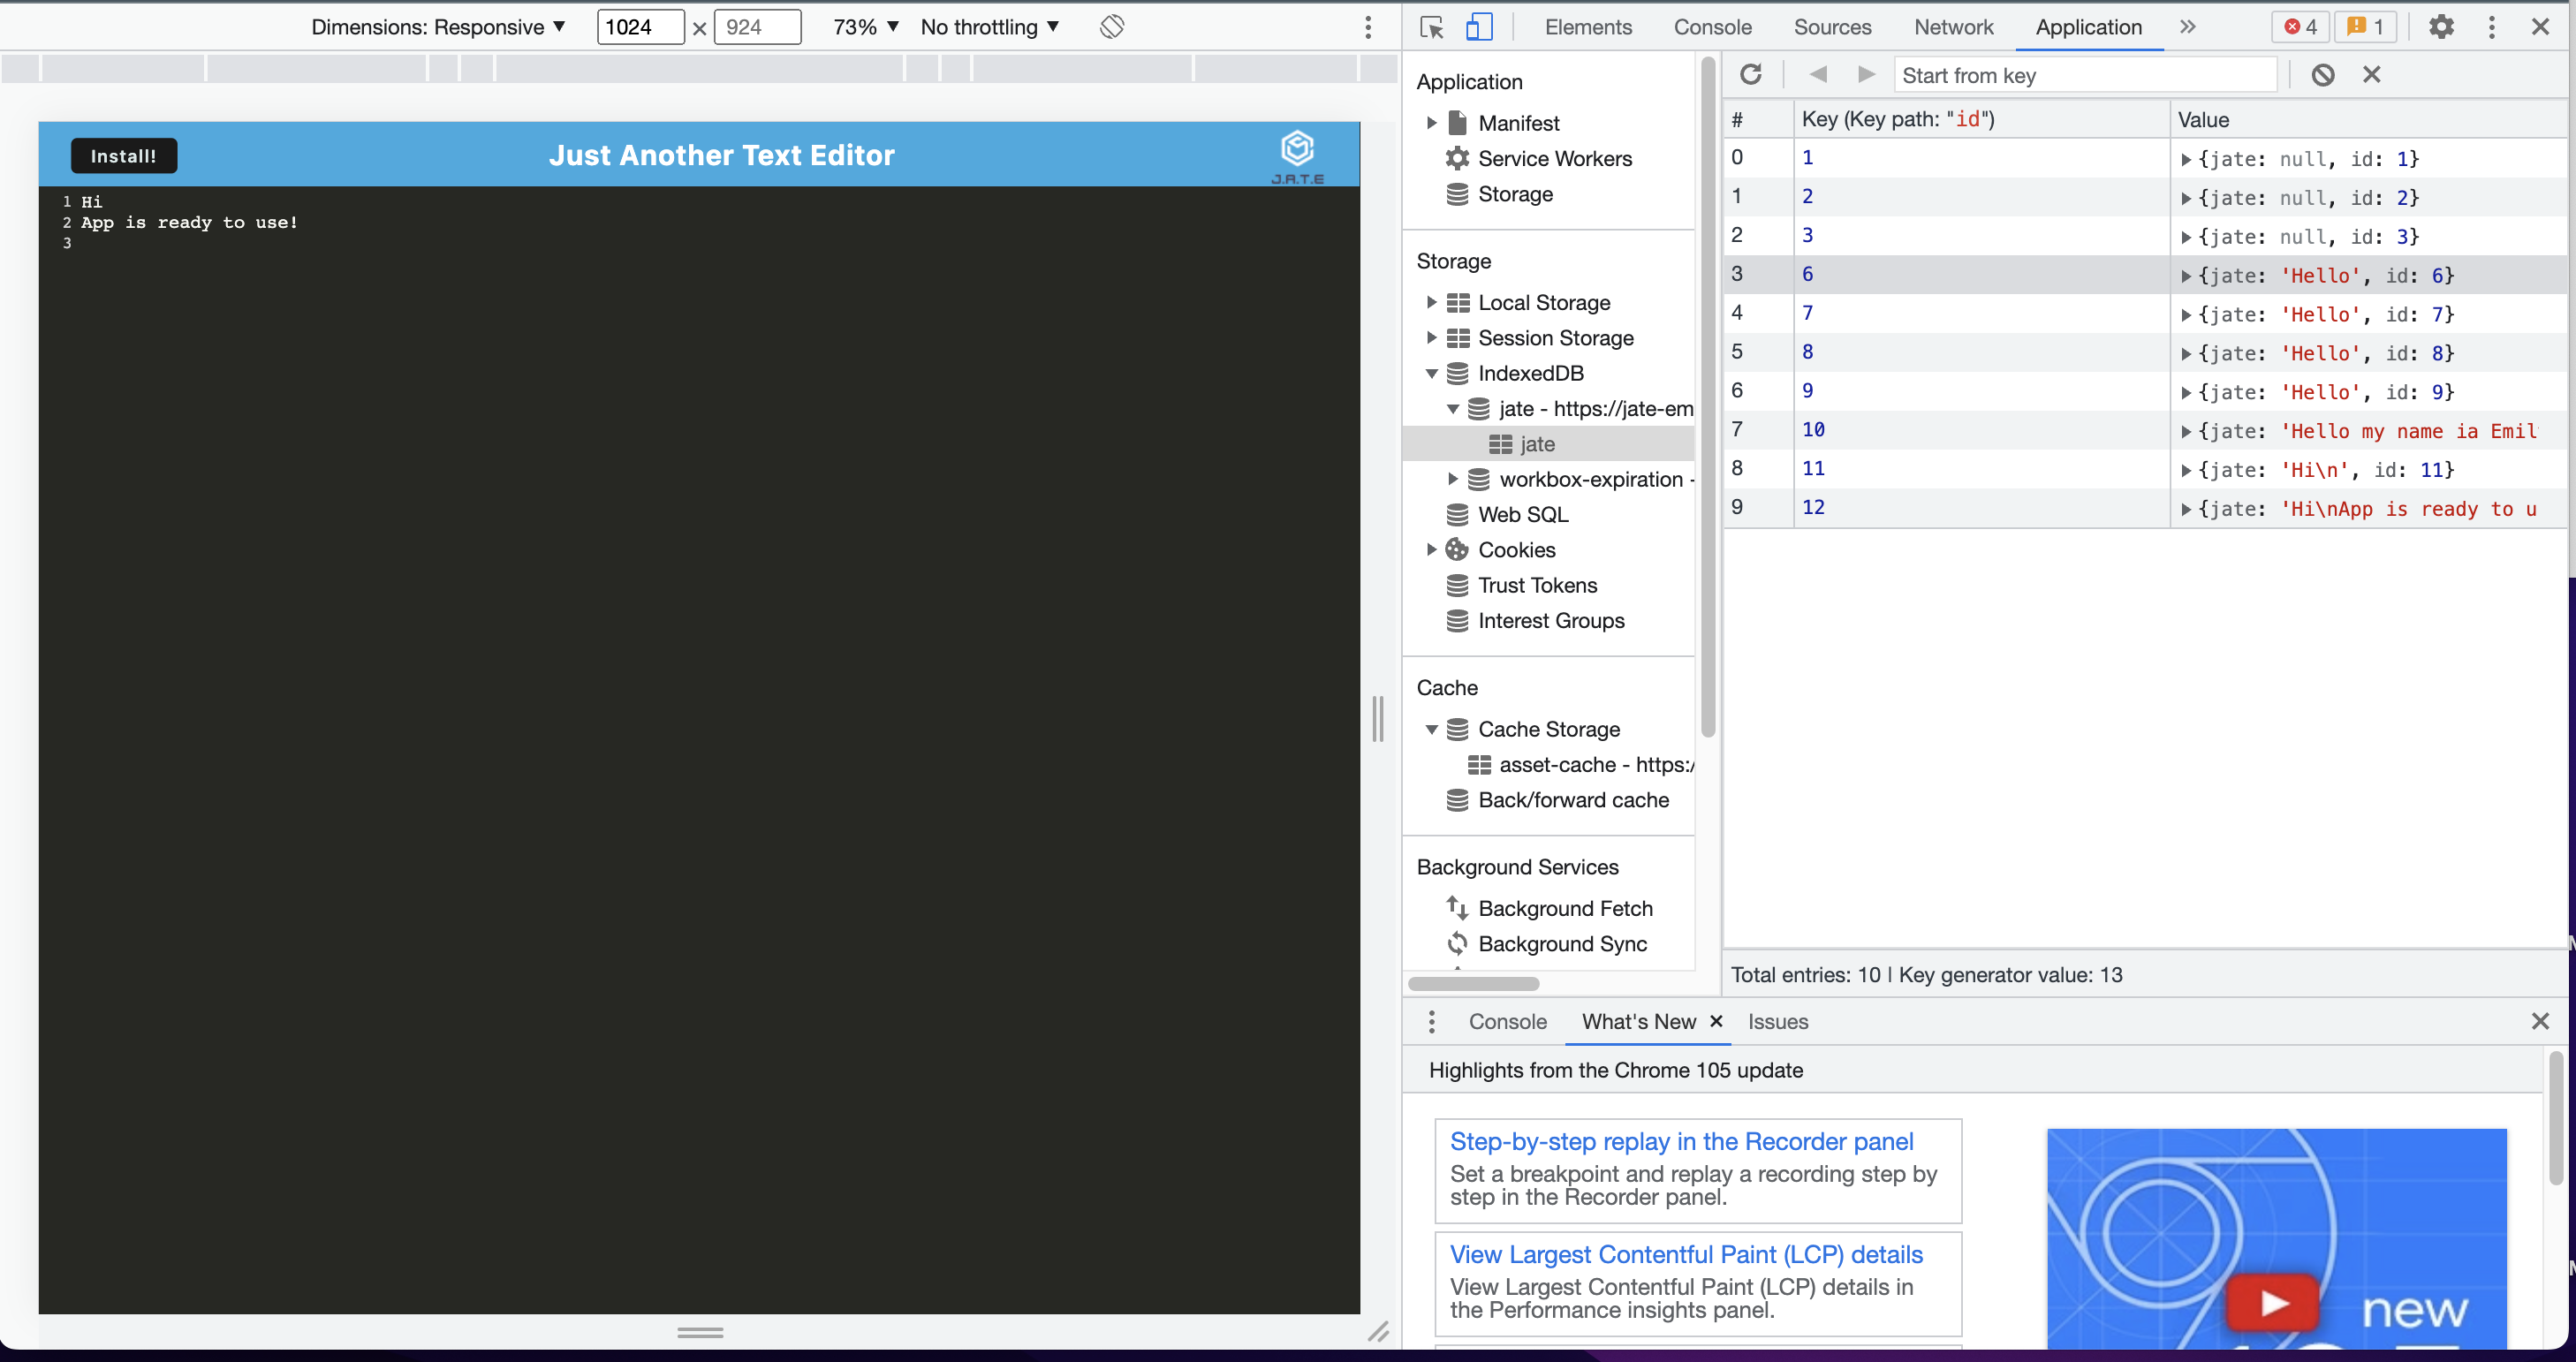 Dimensions: Responsive ▼ 1024 × 924 73% ▼ No throttling ▼
Install! Just Another Text Editor J.A.T.E
1 Hi
2 App is ready to use!
3
Elements Console Sources Network Application » 4 1
Application
Manifest
Service Workers
Storage
Storage
Local Storage
Session Storage
IndexedDB
jate - https://jate-em
jate
workbox-expiration -
Web SQL
Cookies
Trust Tokens
Interest Groups
Cache
Cache Storage
asset-cache - https:/
Back/forward cache
Background Services
Background Fetch
Background Sync
Start from key
# Key (Key path: "id") Value
0 1 {jate: null, id: 1}
1 2 {jate: null, id: 2}
2 3 {jate: null, id: 3}
3 6 {jate: 'Hello', id: 6}
4 7 {jate: 'Hello', id: 7}
5 8 {jate: 'Hello', id: 8}
6 9 {jate: 'Hello', id: 9}
7 10 {jate: 'Hello my name ia Emil
8 11 {jate: 'Hi\n', id: 11}
9 12 {jate: 'Hi\nApp is ready to u
Total entries: 10 | Key generator value: 13
Console What's New × Issues
Highlights from the Chrome 105 update
Step-by-step replay in the Recorder panel
Set a breakpoint and replay a recording step by
step in the Recorder panel.
View Largest Contentful Paint (LCP) details
View Largest Contentful Paint (LCP) details in
the Performance insights panel.
new